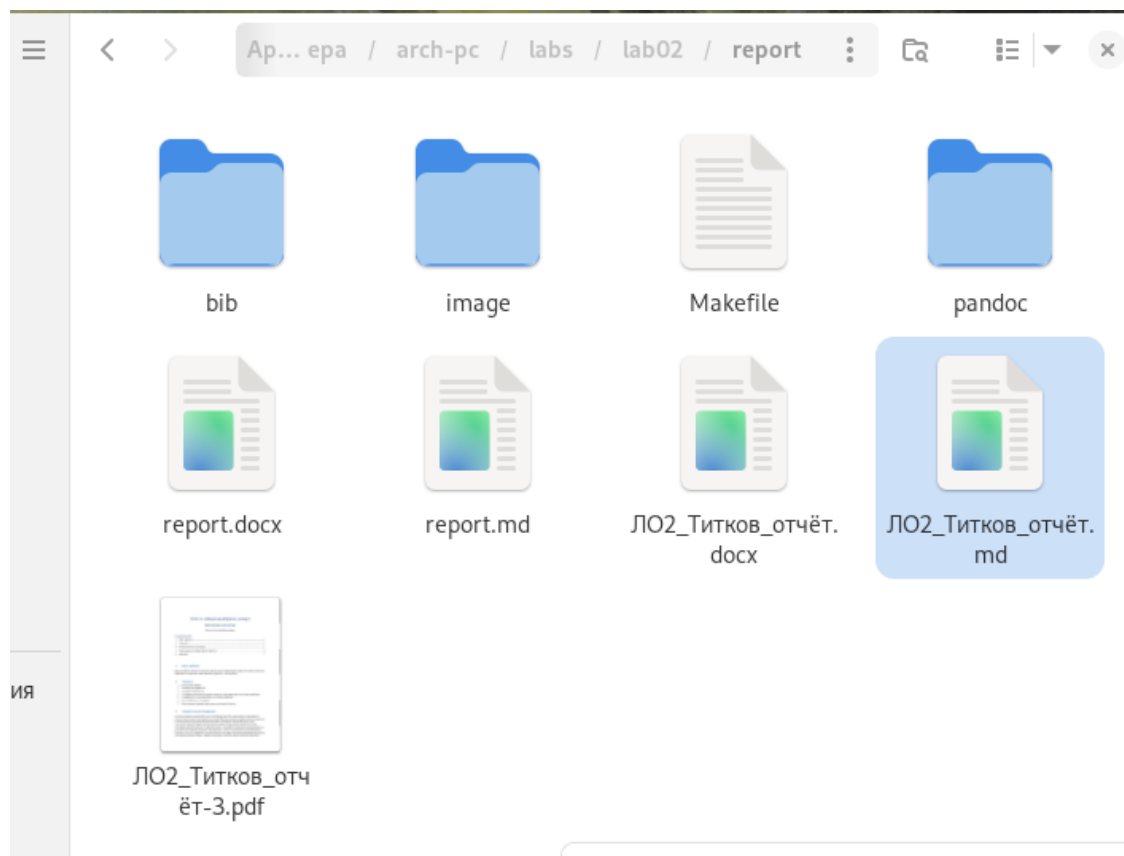 Ар... ера / arch-pc / labs / lab02 / report
bib
image
Makefile
pandoc
report.docx
report.md
ЛО2_Титков_отчёт.
docx
ЛО2_Титков_отчёт.
md
ия
ЛО2_Титков_отч
ёт-3.pdf